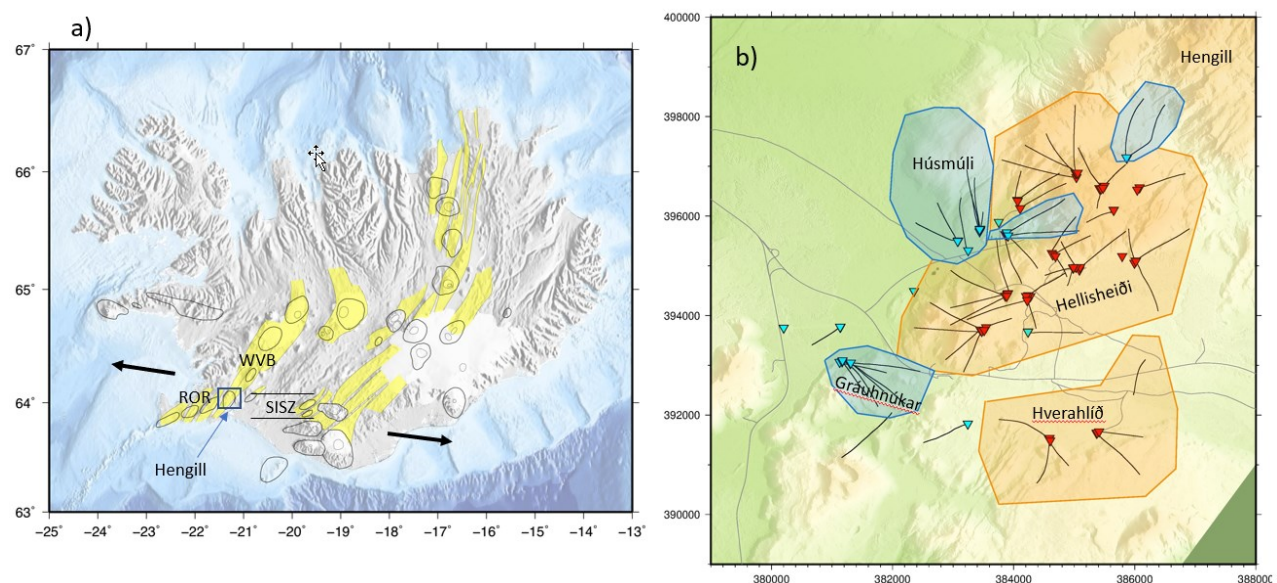 a)
67°
66°
65°
64°
63°
−25°
−24°
−23°
−22°
−21°
−20°
−19°
−18°
−17°
−16°
−15°
−14°
−13°
WVB
ROR
SISZ
Hengill
b)
400000
398000
396000
394000
392000
390000
380000
382000
384000
386000
388000
Hengill
Húsmúli
Hellisheiði
Gráuhnúkar
Hverahlíð